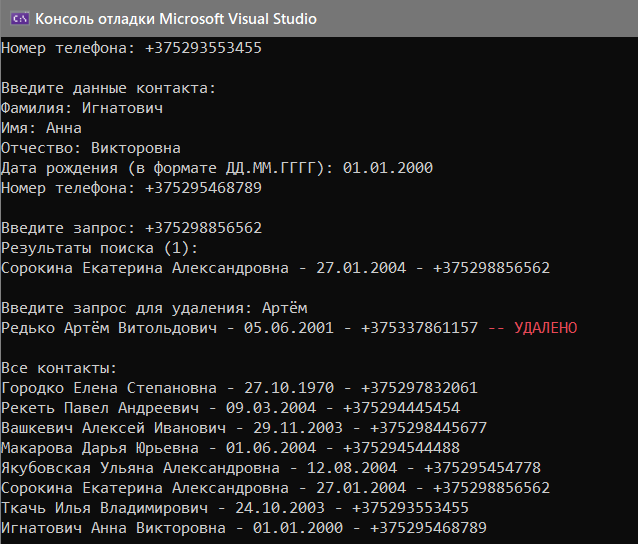 Консоль отладки Microsoft Visual Studio
Номер телефона: +375293553455
Введите данные контакта:
Фамилия: Игнатович
Имя: Анна
Отчество: Викторовна
Дата рождения (в формате ДД.ММ.ГГГГ): 01.01.2000
Номер телефона: +375295468789
Введите запрос: +375298856562
Результаты поиска (1):
Сорокина Екатерина Александровна - 27.01.2004 - +375298856562
Введите запрос для удаления: Артём
Редько Артём Витольдович - 05.06.2001 - +375337861157 -- УДАЛЕНО
Все контакты:
Городко Елена Степановна - 27.10.1970 - +375297832061
Рекеть Павел Андреевич - 09.03.2004 - +375294445454
Вашкевич Алексей Иванович - 29.11.2003 - +375298445677
Макарова Дарья Юрьевна - 01.06.2004 - +375294544488
Якубовская Ульяна Александровна - 12.08.2004 - +375295454778
Сорокина Екатерина Александровна - 27.01.2004 - +375298856562
Ткачь Илья Владимирович - 24.10.2003 - +375293553455
Игнатович Анна Викторовна - 01.01.2000 - +375295468789